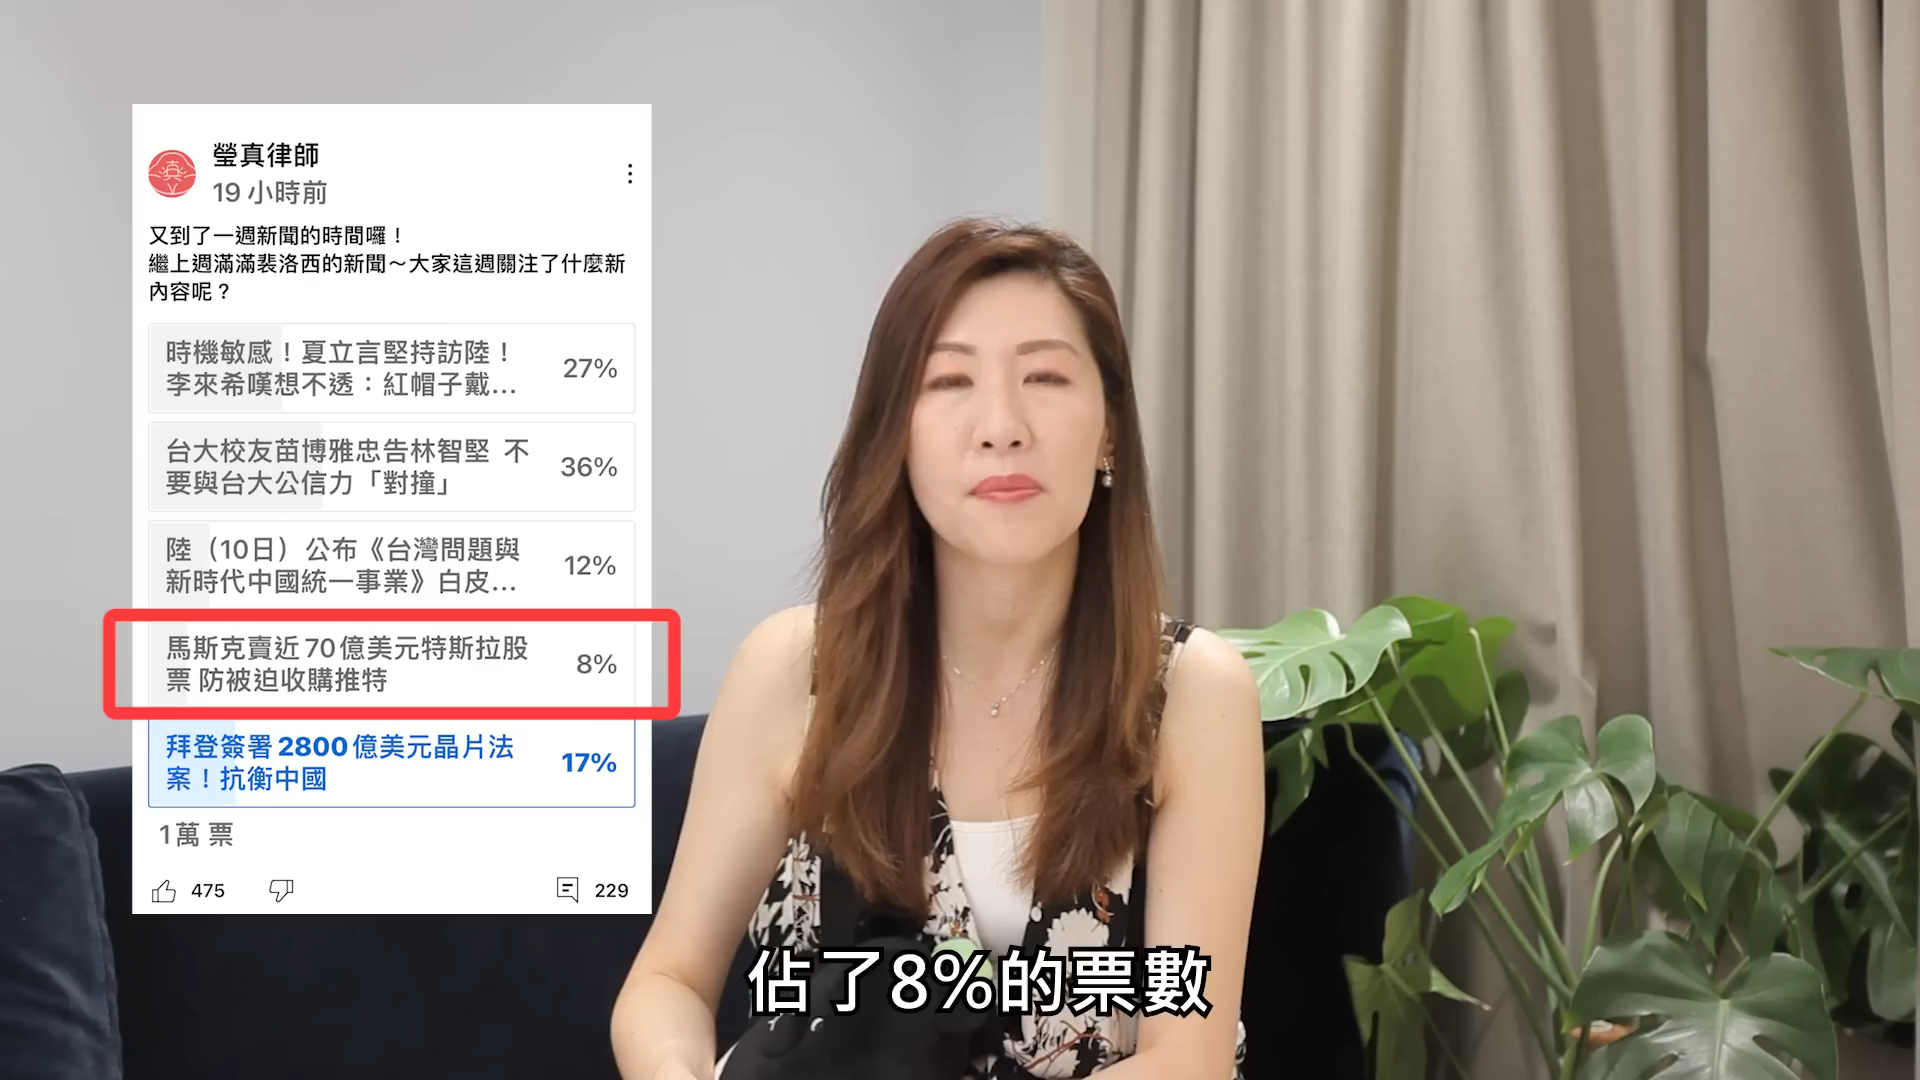 瑩真律師
19 小時前
又到了一週新聞的時間囉！
繼上週滿滿裴洛西的新聞～大家這週關注了什麼新
內容呢？
時機敏感！夏立言堅持訪陸！
李來希嘆想不透：紅帽子戴...
27%
台大校友苗博雅忠告林智堅 不
要與台大公信力「對撞」
36%
陸（10日）公布《台灣問題與
新時代中國統一事業》白皮...
12%
馬斯克賣近70億美元特斯拉股
票 防被迫收購推特
8%
拜登簽署2800億美元晶片法
案！抗衡中國
17%
1萬 票
475
229
佔了8%的票數